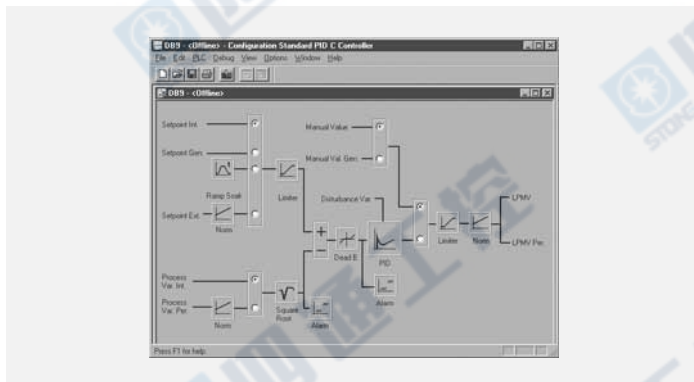 DB9 - <Offline> - Configuration Standard PID C Controller
File Edit PLC Debug View Options Window Help
DB9 - <Offline>
Setpoint Int.
Manual Value
Setpoint Gen.
Manual Val. Gen.
Ramp Soak
Limiter
Disturbance Var.
LPMV
Setpoint Ext.
Norm
Dead B.
PID
Limiter
Norm
LPMV Per.
Process
Var. Int.
Process
Var. Per.
Norm
Square
Root
Alarm
Alarm
Press F1 for help.